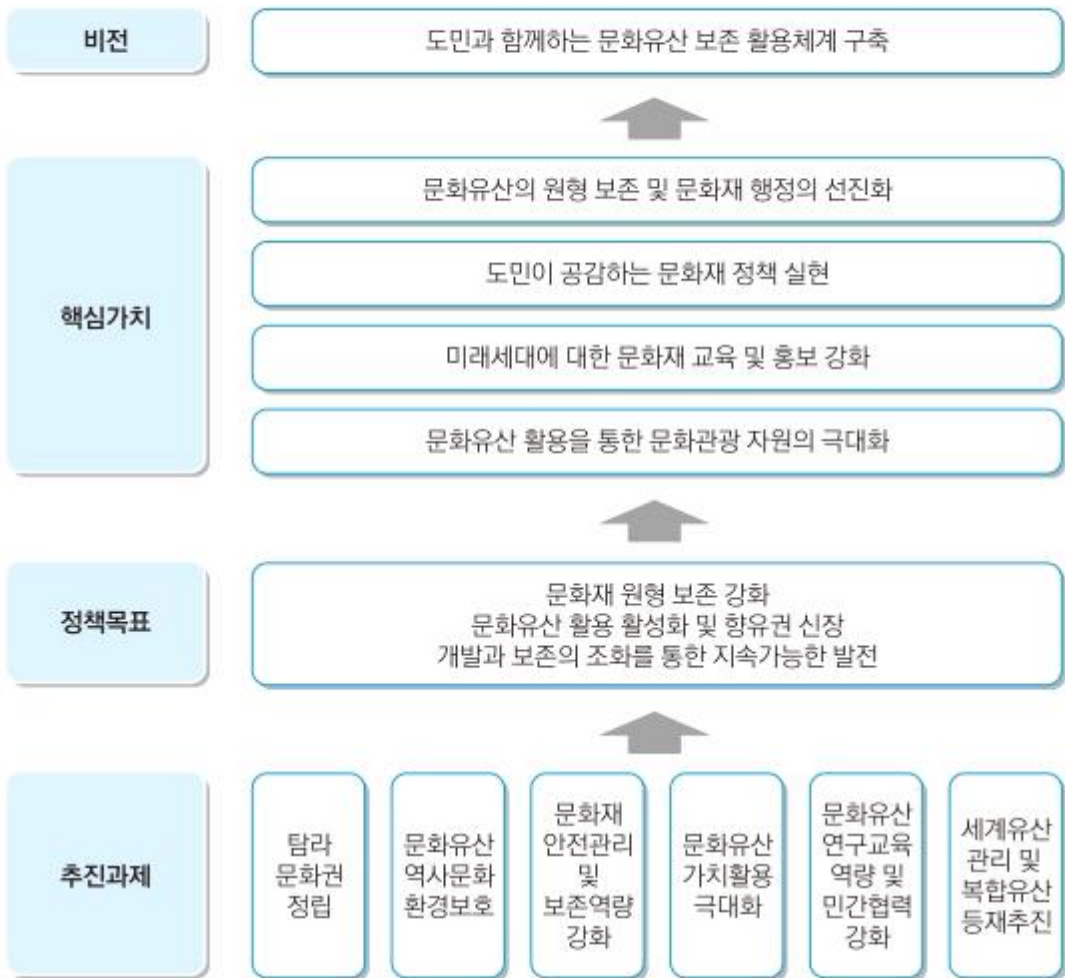 비전
도민과 함께하는 문화유산 보존 활용체계 구축
핵심가치
문화유산의 원형 보존 및 문화재 행정의 선진화
도민이 공감하는 문화재 정책 실현
미래세대에 대한 문화재 교육 및 홍보 강화
문화유산 활용을 통한 문화관광 자원의 극대화
정책목표
문화재 원형 보존 강화
문화유산 활용 활성화 및 향유권 신장
개발과 보존의 조화를 통한 지속가능한 발전
추진과제
탐라
문화권
정립
문화유산
역사문화
환경보호
문화재
안전관리
및
보존역량
강화
문화유산
가치활용
극대화
문화유산
연구교육
역량 및
민간협력
강화
세계유산
관리 및
복합유산
등재추진